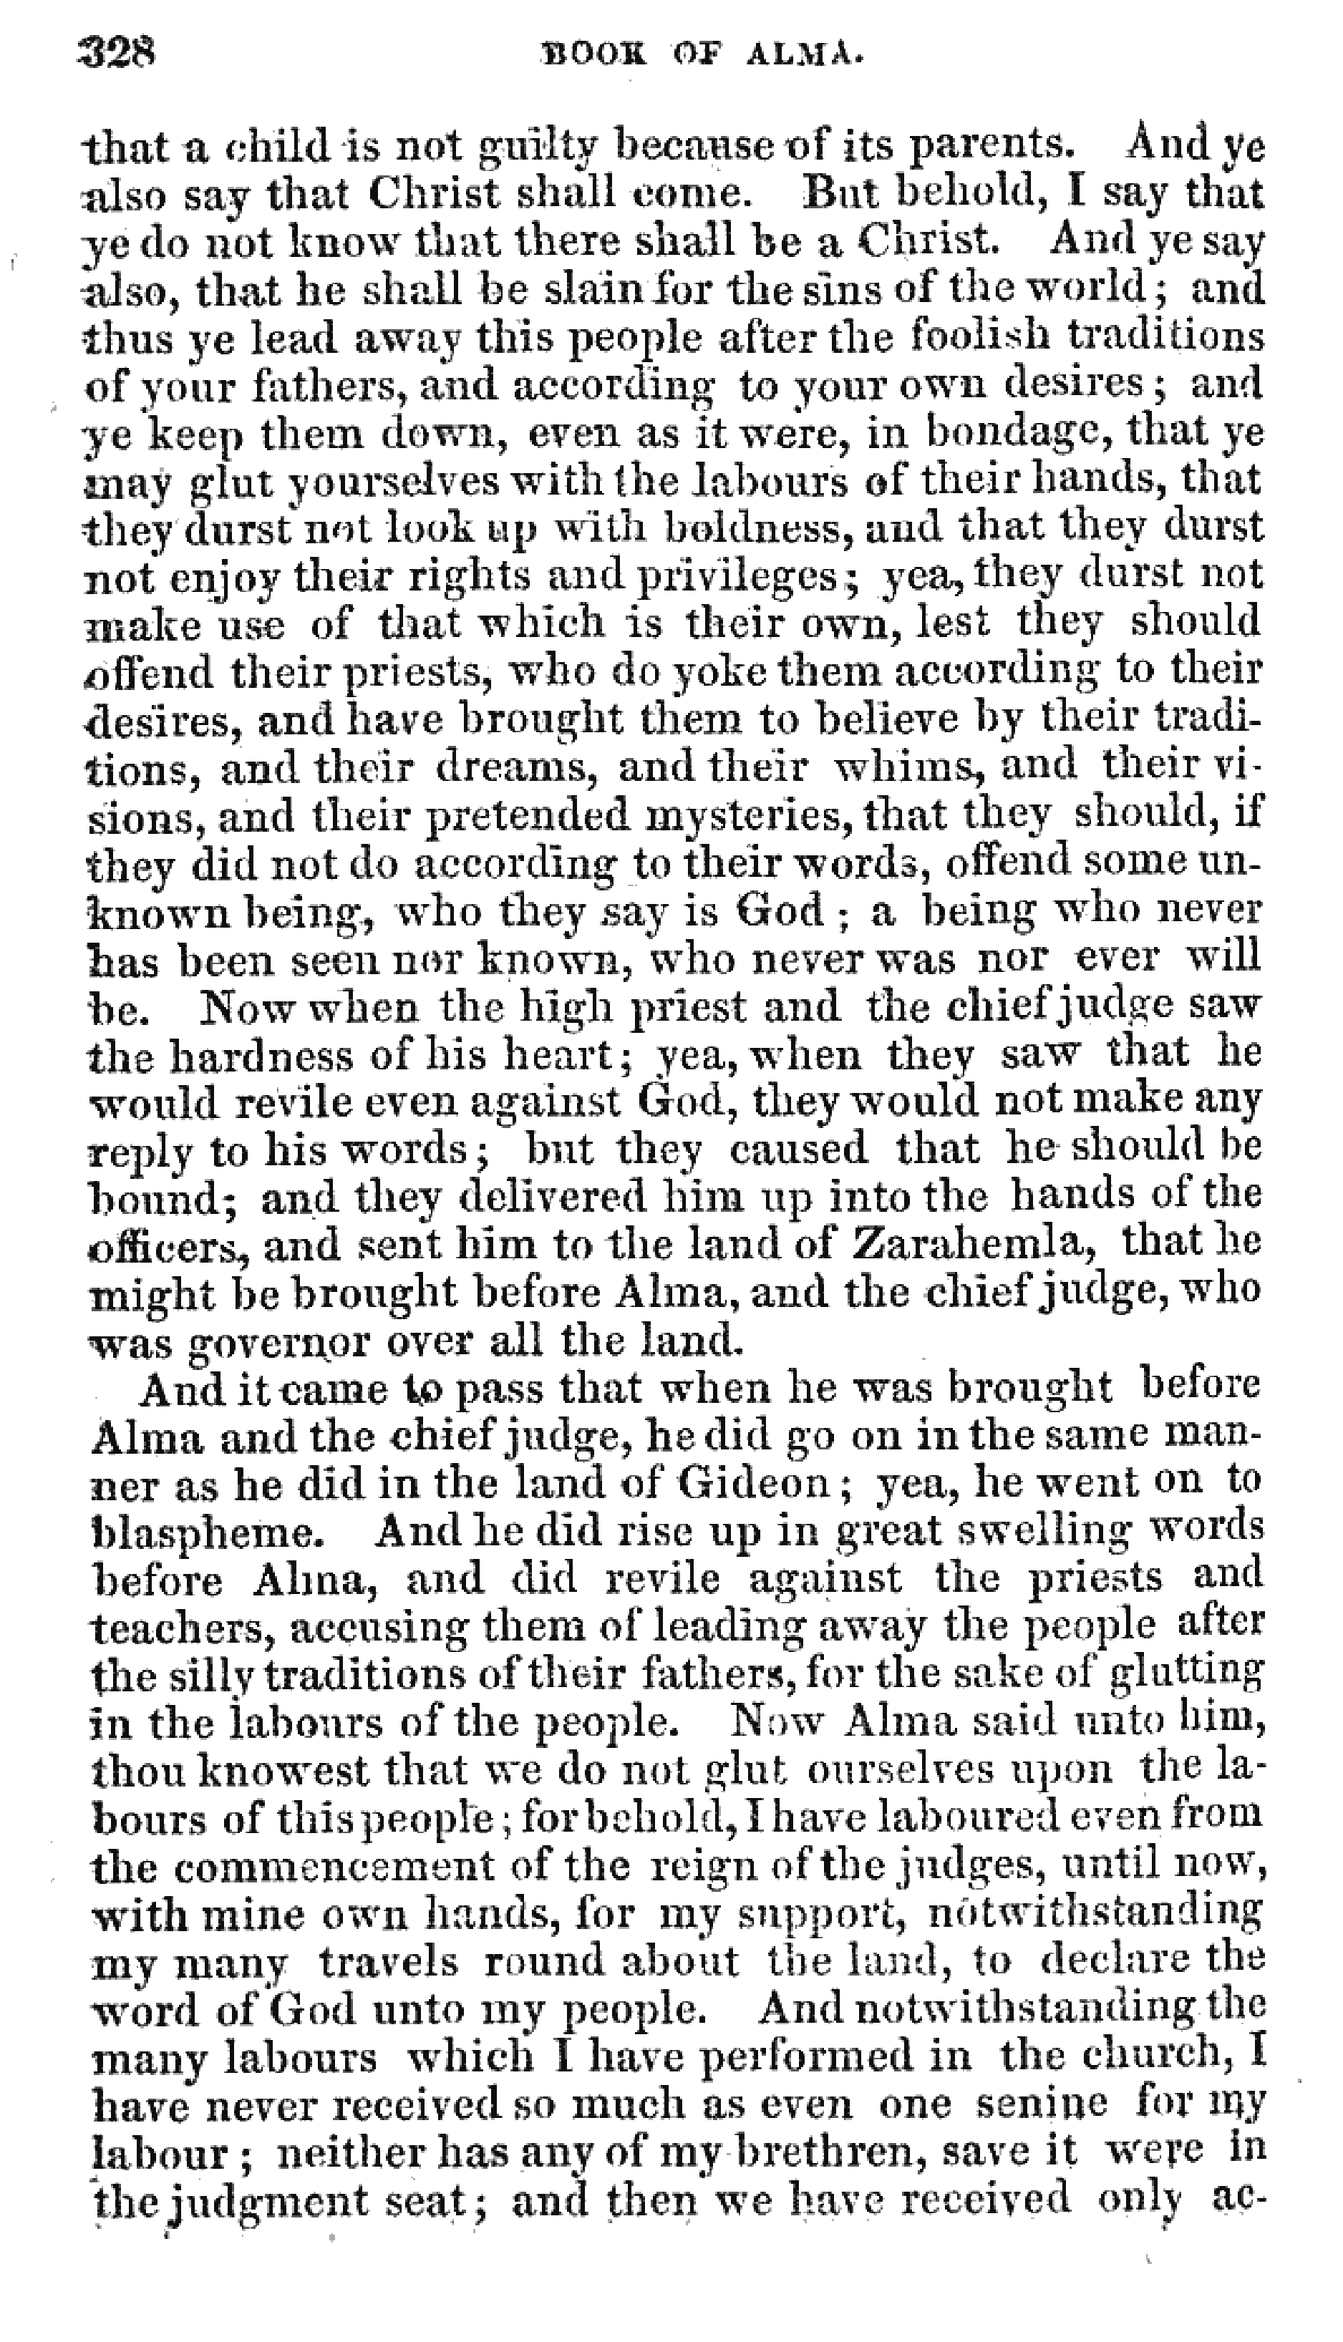 328 BOOK OF ALMA.
that a child is not guilty because of its parents. And ye
also say that Christ shall come. But behold, I say that
ye do not know that there shall be a Christ. And ye say
also, that he shall be slain for the sins of the world; and
thus ye lead away this people after the foolish traditions
of your fathers, and according to your own desires; and
ye keep them down, even as it were, in bondage, that ye
may glut yourselves with the labours of their hands, that
they durst not look up with boldness, and that they durst
not enjoy their rights and privileges; yea, they durst not
make use of that which is their own, lest they should
offend their priests, who do yoke them according to their
desires, and have brought them to believe by their tradi-
tions, and their dreams, and their whims, and their vi-
sions, and their pretended mysteries, that they should, if
they did not do according to their words, offend some un-
known being, who they say is God; a being who never
has been seen nor known, who never was nor ever will
be. Now when the high priest and the chief judge saw
the hardness of his heart; yea, when they saw that he
would revile even against God, they would not make any
reply to his words; but they caused that he should be
bound; and they delivered him up into the hands of the
officers, and sent him to the land of Zarahemla, that he
might be brought before Alma, and the chief judge, who
was governor over all the land.
And it came to pass that when he was brought before
Alma and the chief judge, he did go on in the same man-
ner as he did in the land of Gideon; yea, he went on to
blaspheme. And he did rise up in great swelling words
before Alma, and did revile against the priests and
teachers, accusing them of leading away the people after
the silly traditions of their fathers, for the sake of glutting
in the labours of the people. Now Alma said unto him,
thou knowest that we do not glut ourselves upon the la-
bours of this people; for behold, I have laboured even from
the commencement of the reign of the judges, until now,
with mine own hands, for my support, notwithstanding
my many travels round about the land, to declare the
word of God unto my people. And notwithstanding the
many labours which I have performed in the church, I
have never received so much as even one senine for my
labour; neither has any of my brethren, save it were in
the judgment seat; and then we have received only ac-